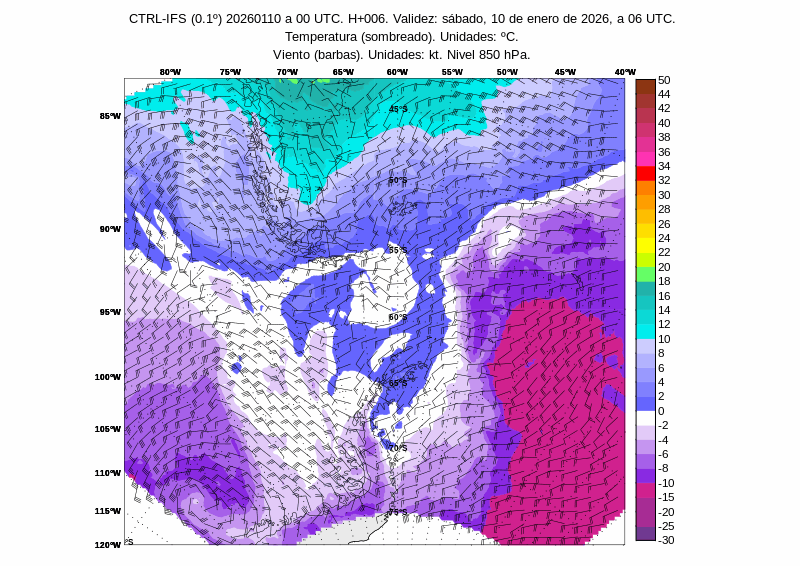 CTRL-IFS (0.1º) 20260110 a 00 UTC. H+006. Validez: sábado, 10 de enero de 2026, a 06 UTC.
Temperatura (sombreado). Unidades: ºC.
Viento (barbas). Unidades: kt. Nivel 850 hPa.
80°W 75°W 70°W 65°W 60°W 55°W 50°W 45°W 40°W
85°W
90°W
95°W
100°W
105°W
110°W
115°W
120°W
45°S
50°S
55°S
60°S
65°S
70°S
75°S
°S
50
44
42
40
38
36
34
32
30
28
26
24
22
20
18
16
14
12
10
8
6
4
2
0
-2
-4
-6
-8
-10
-15
-20
-25
-30